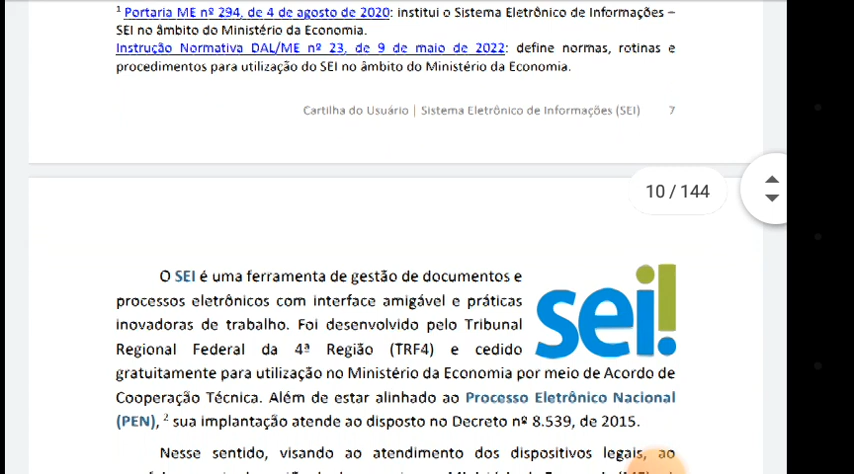 ¹ Portaria ME nº 294, de 4 de agosto de 2020: institui o Sistema Eletrônico de Informações –
SEI no âmbito do Ministério da Economia.
Instrução Normativa DAL/ME nº 23, de 9 de maio de 2022: define normas, rotinas e
procedimentos para utilização do SEI no âmbito do Ministério da Economia.
Cartilha do Usuário | Sistema Eletrônico de Informações (SEI) 7
10 / 144
O SEI é uma ferramenta de gestão de documentos e
processos eletrônicos com interface amigável e práticas
inovadoras de trabalho. Foi desenvolvido pelo Tribunal
Regional Federal da 4ª Região (TRF4) e cedido
sei!
gratuitamente para utilização no Ministério da Economia por meio de Acordo de
Cooperação Técnica. Além de estar alinhado ao Processo Eletrônico Nacional
(PEN), ² sua implantação atende ao disposto no Decreto nº 8.539, de 2015.
Nesse sentido, visando ao atendimento dos dispositivos legais, ao